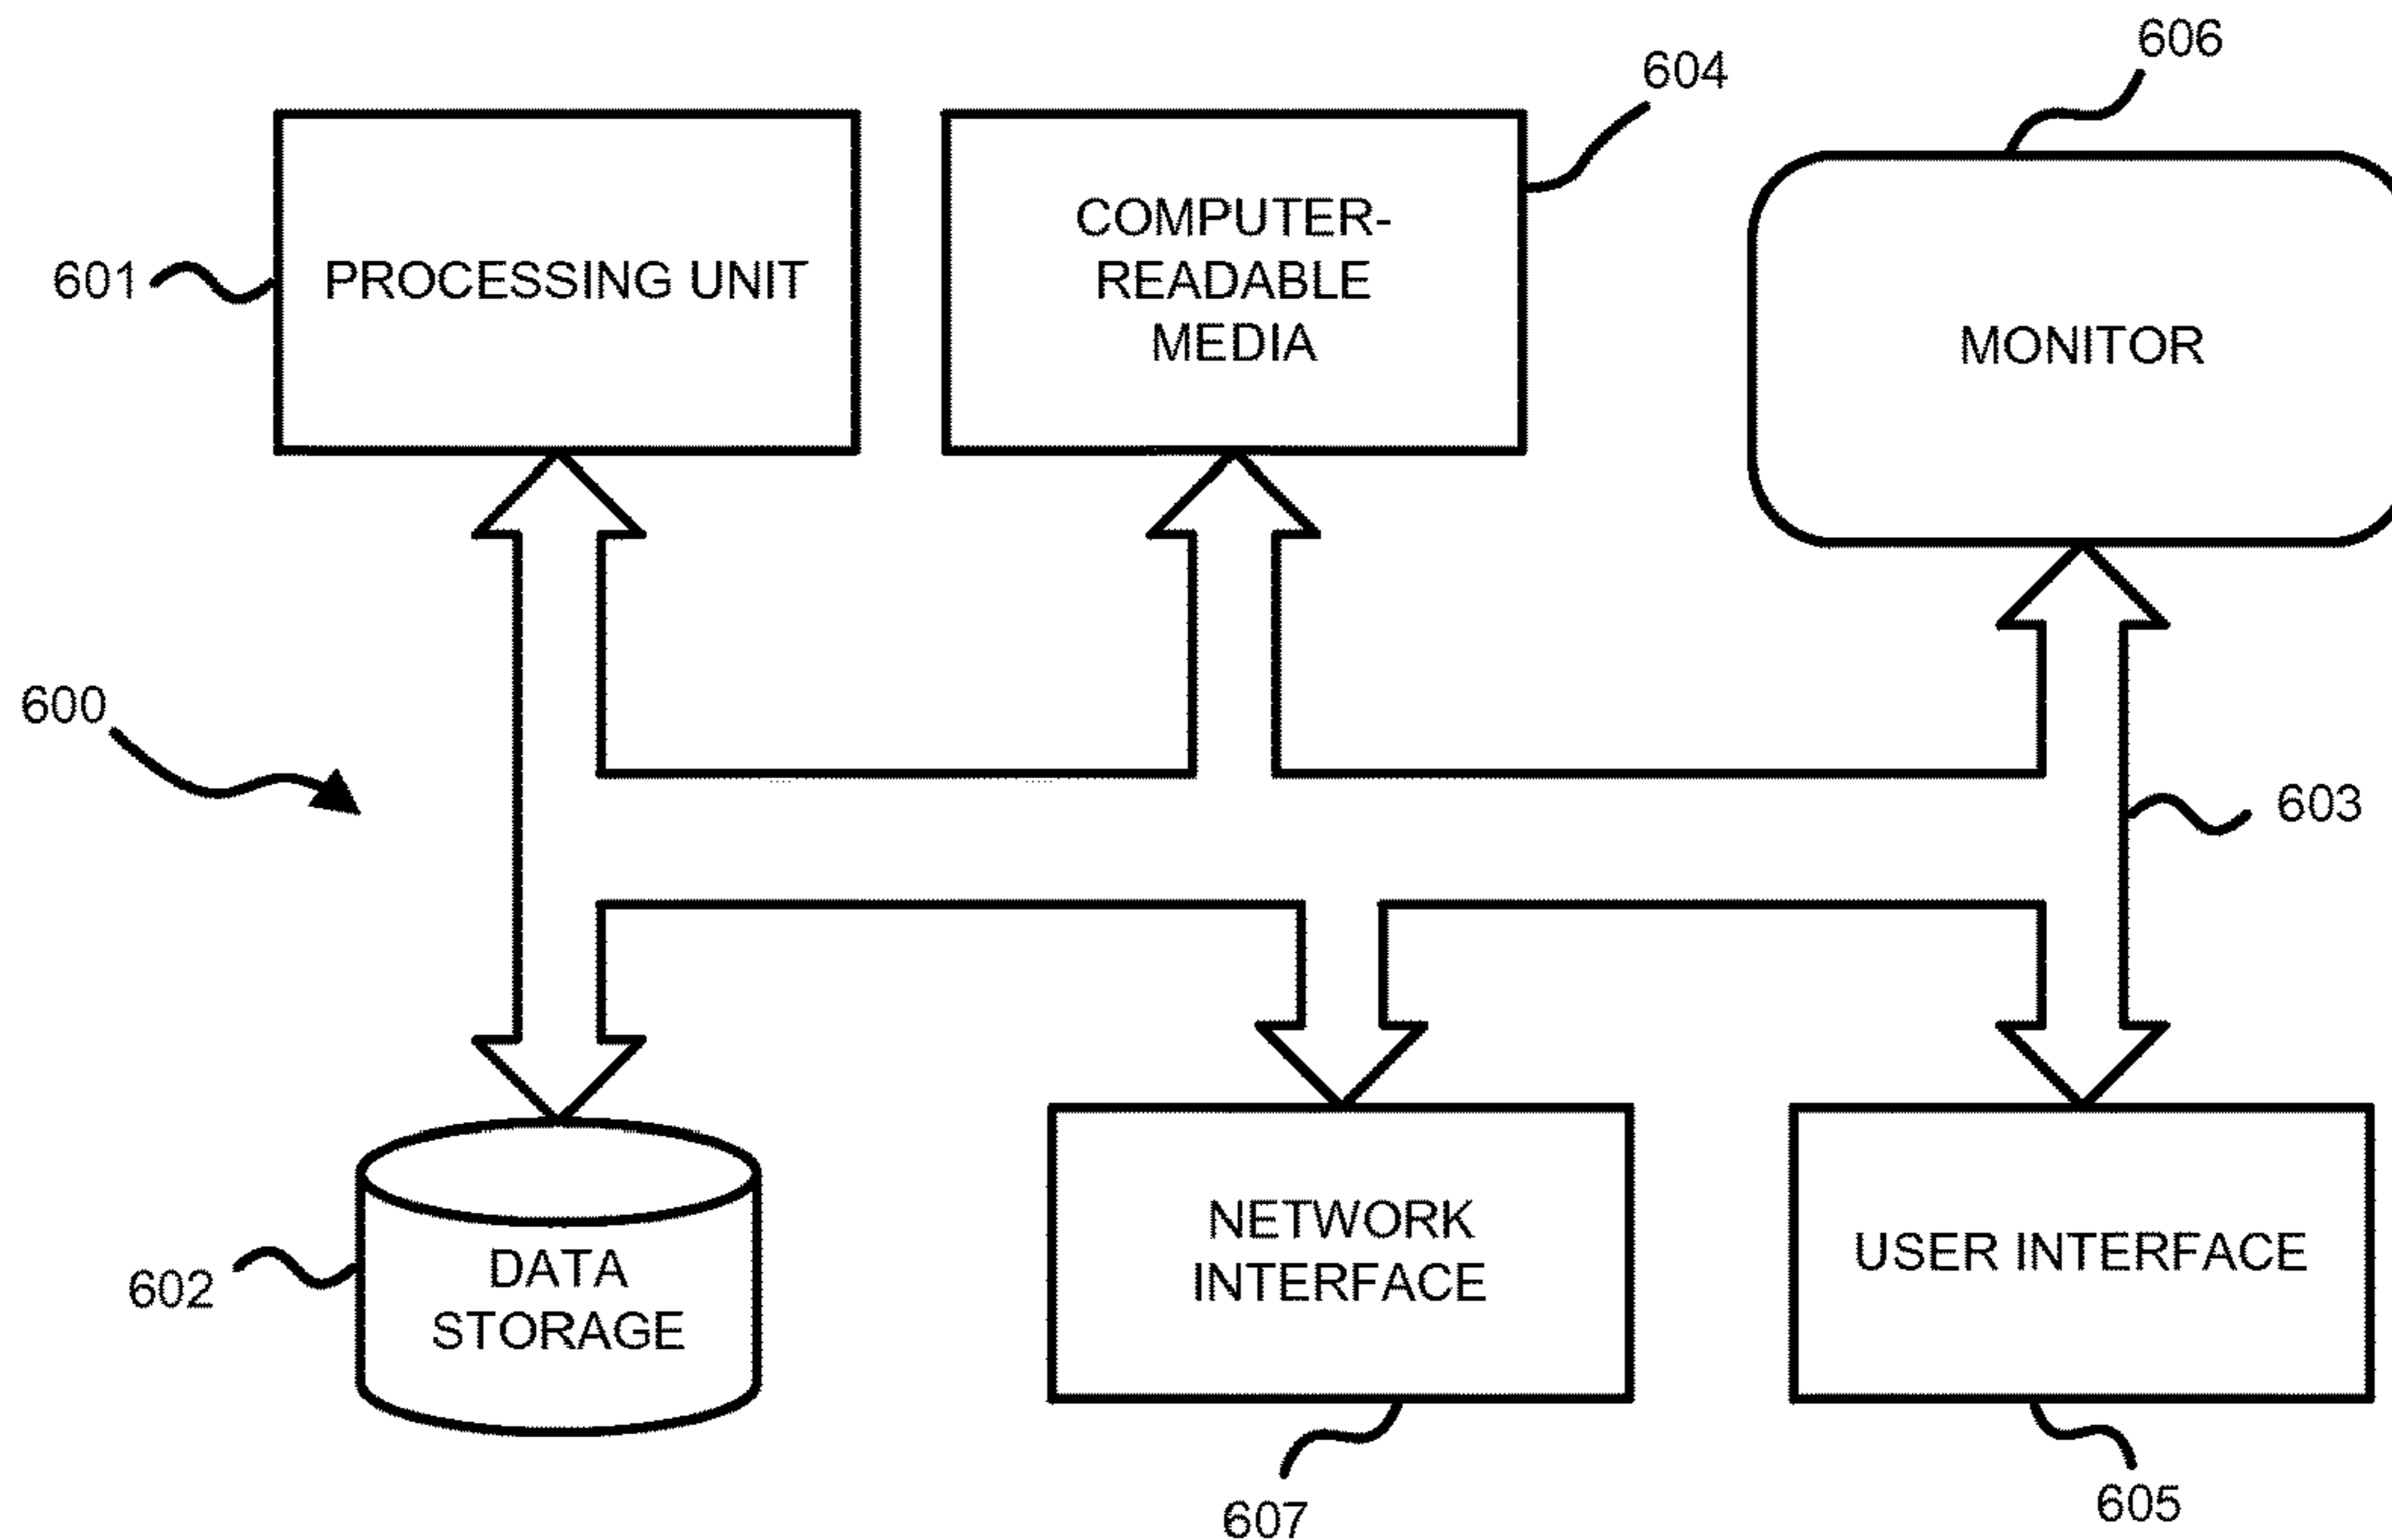 606
604
COMPUTER-
READABLE
MEDIA
601
PROCESSING UNIT
MONITOR
600
603
NETWORK
INTERFACE
USER INTERFACE
602
DATA
STORAGE
607
605